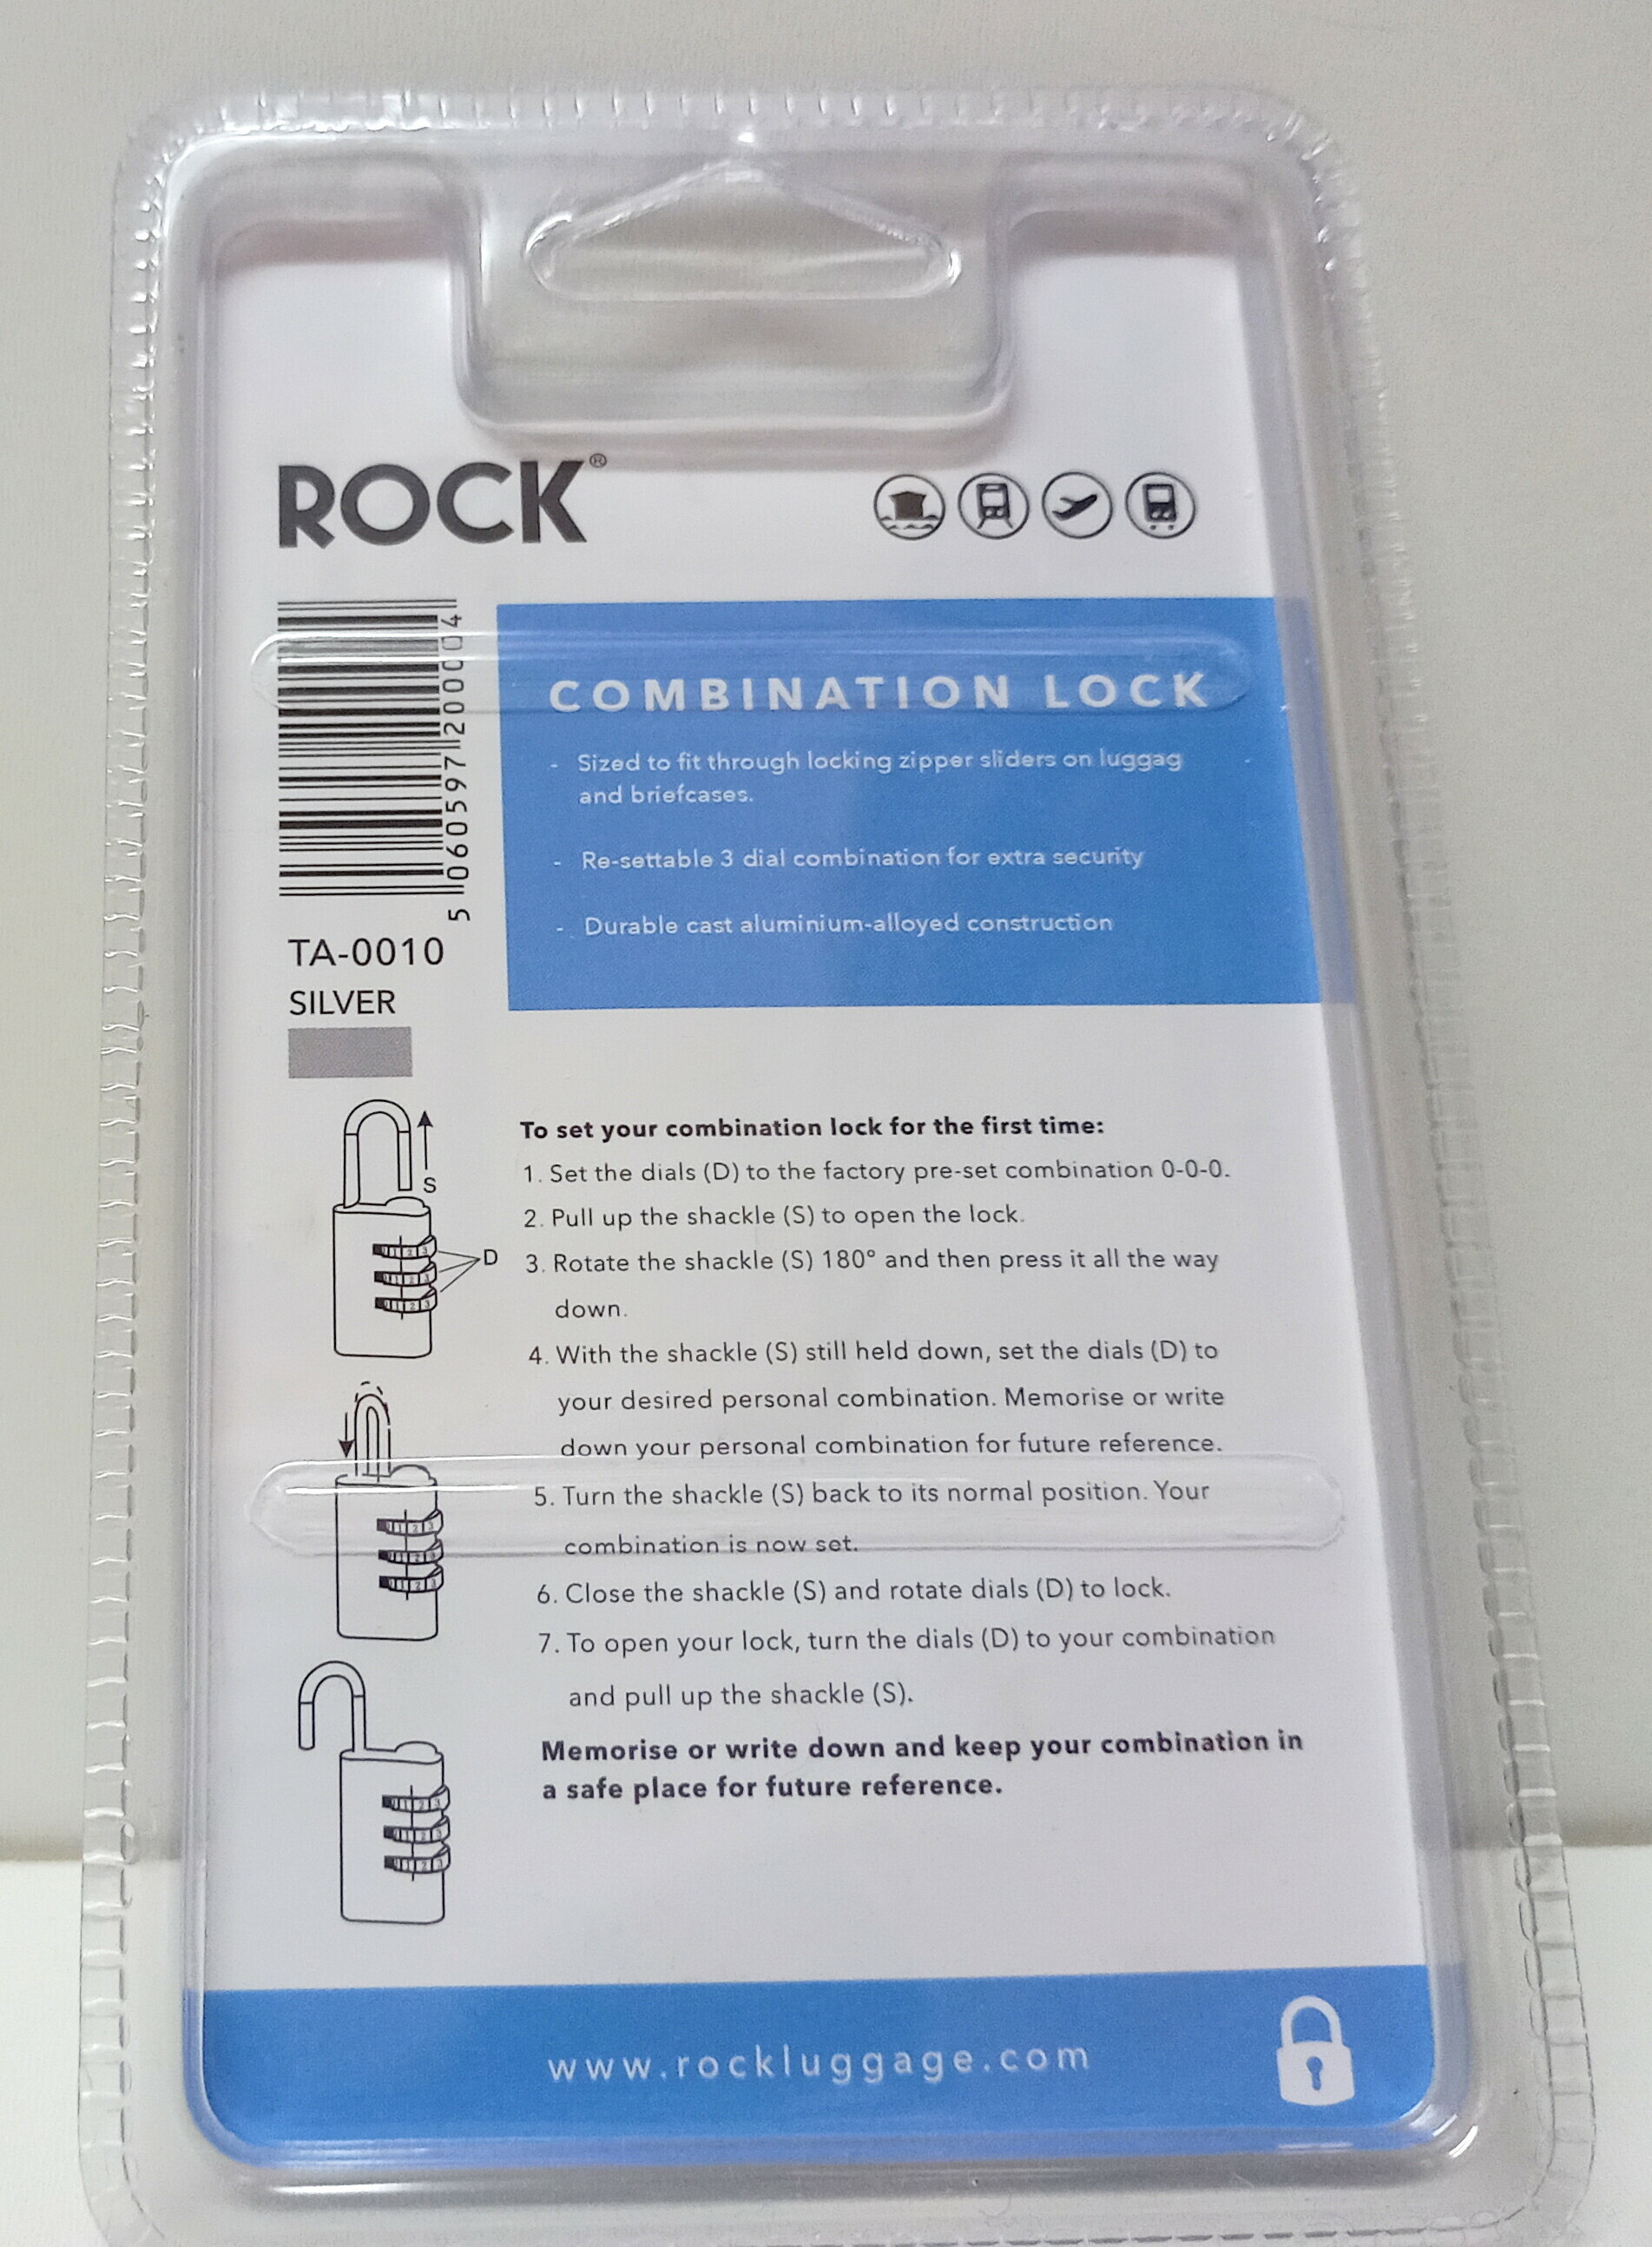 ROCK®
5 060597 200004
TA-0010
SILVER
COMBINATION LOCK
- Sized to fit through locking zipper sliders on luggag
and briefcases.
- Re-settable 3 dial combination for extra security
- Durable cast aluminium-alloyed construction
S
D
To set your combination lock for the first time:
1. Set the dials (D) to the factory pre-set combination 0-0-0.
2. Pull up the shackle (S) to open the lock.
3. Rotate the shackle (S) 180° and then press it all the way
down.
4. With the shackle (S) still held down, set the dials (D) to
your desired personal combination. Memorise or write
down your personal combination for future reference.
5. Turn the shackle (S) back to its normal position. Your
combination is now set.
6. Close the shackle (S) and rotate dials (D) to lock.
7. To open your lock, turn the dials (D) to your combination
and pull up the shackle (S).
Memorise or write down and keep your combination in
a safe place for future reference.
www.rockluggage.com